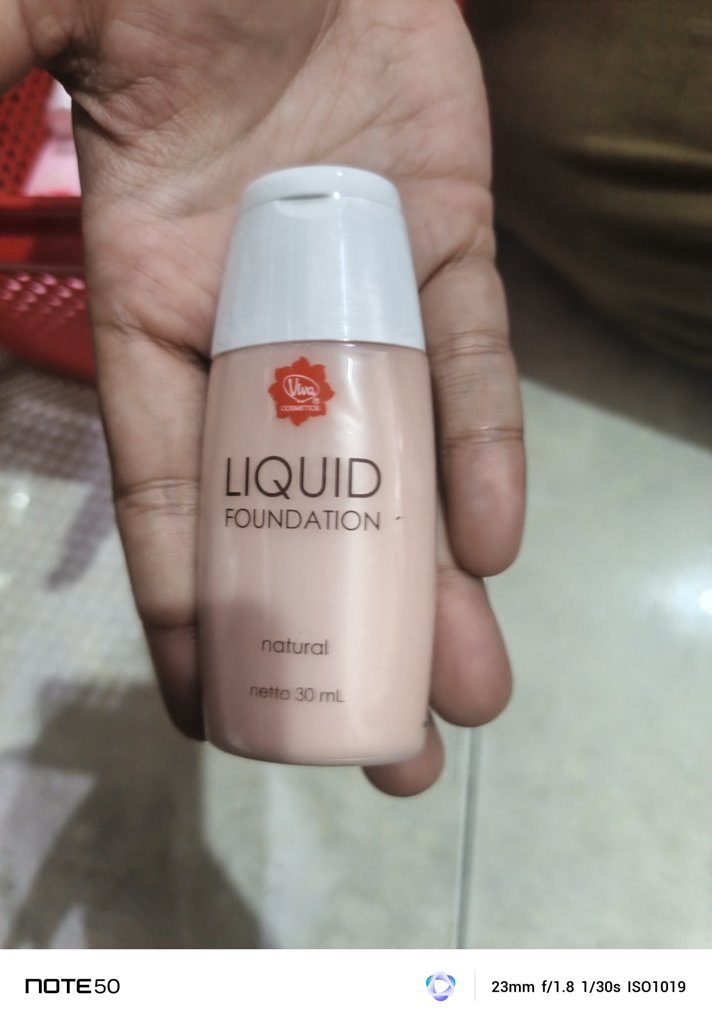 Viva
COSMETICS
LIQUID
FOUNDATION
natural
netto 30 mL
NOTE50
23mm f/1.8 1/30s ISO1019